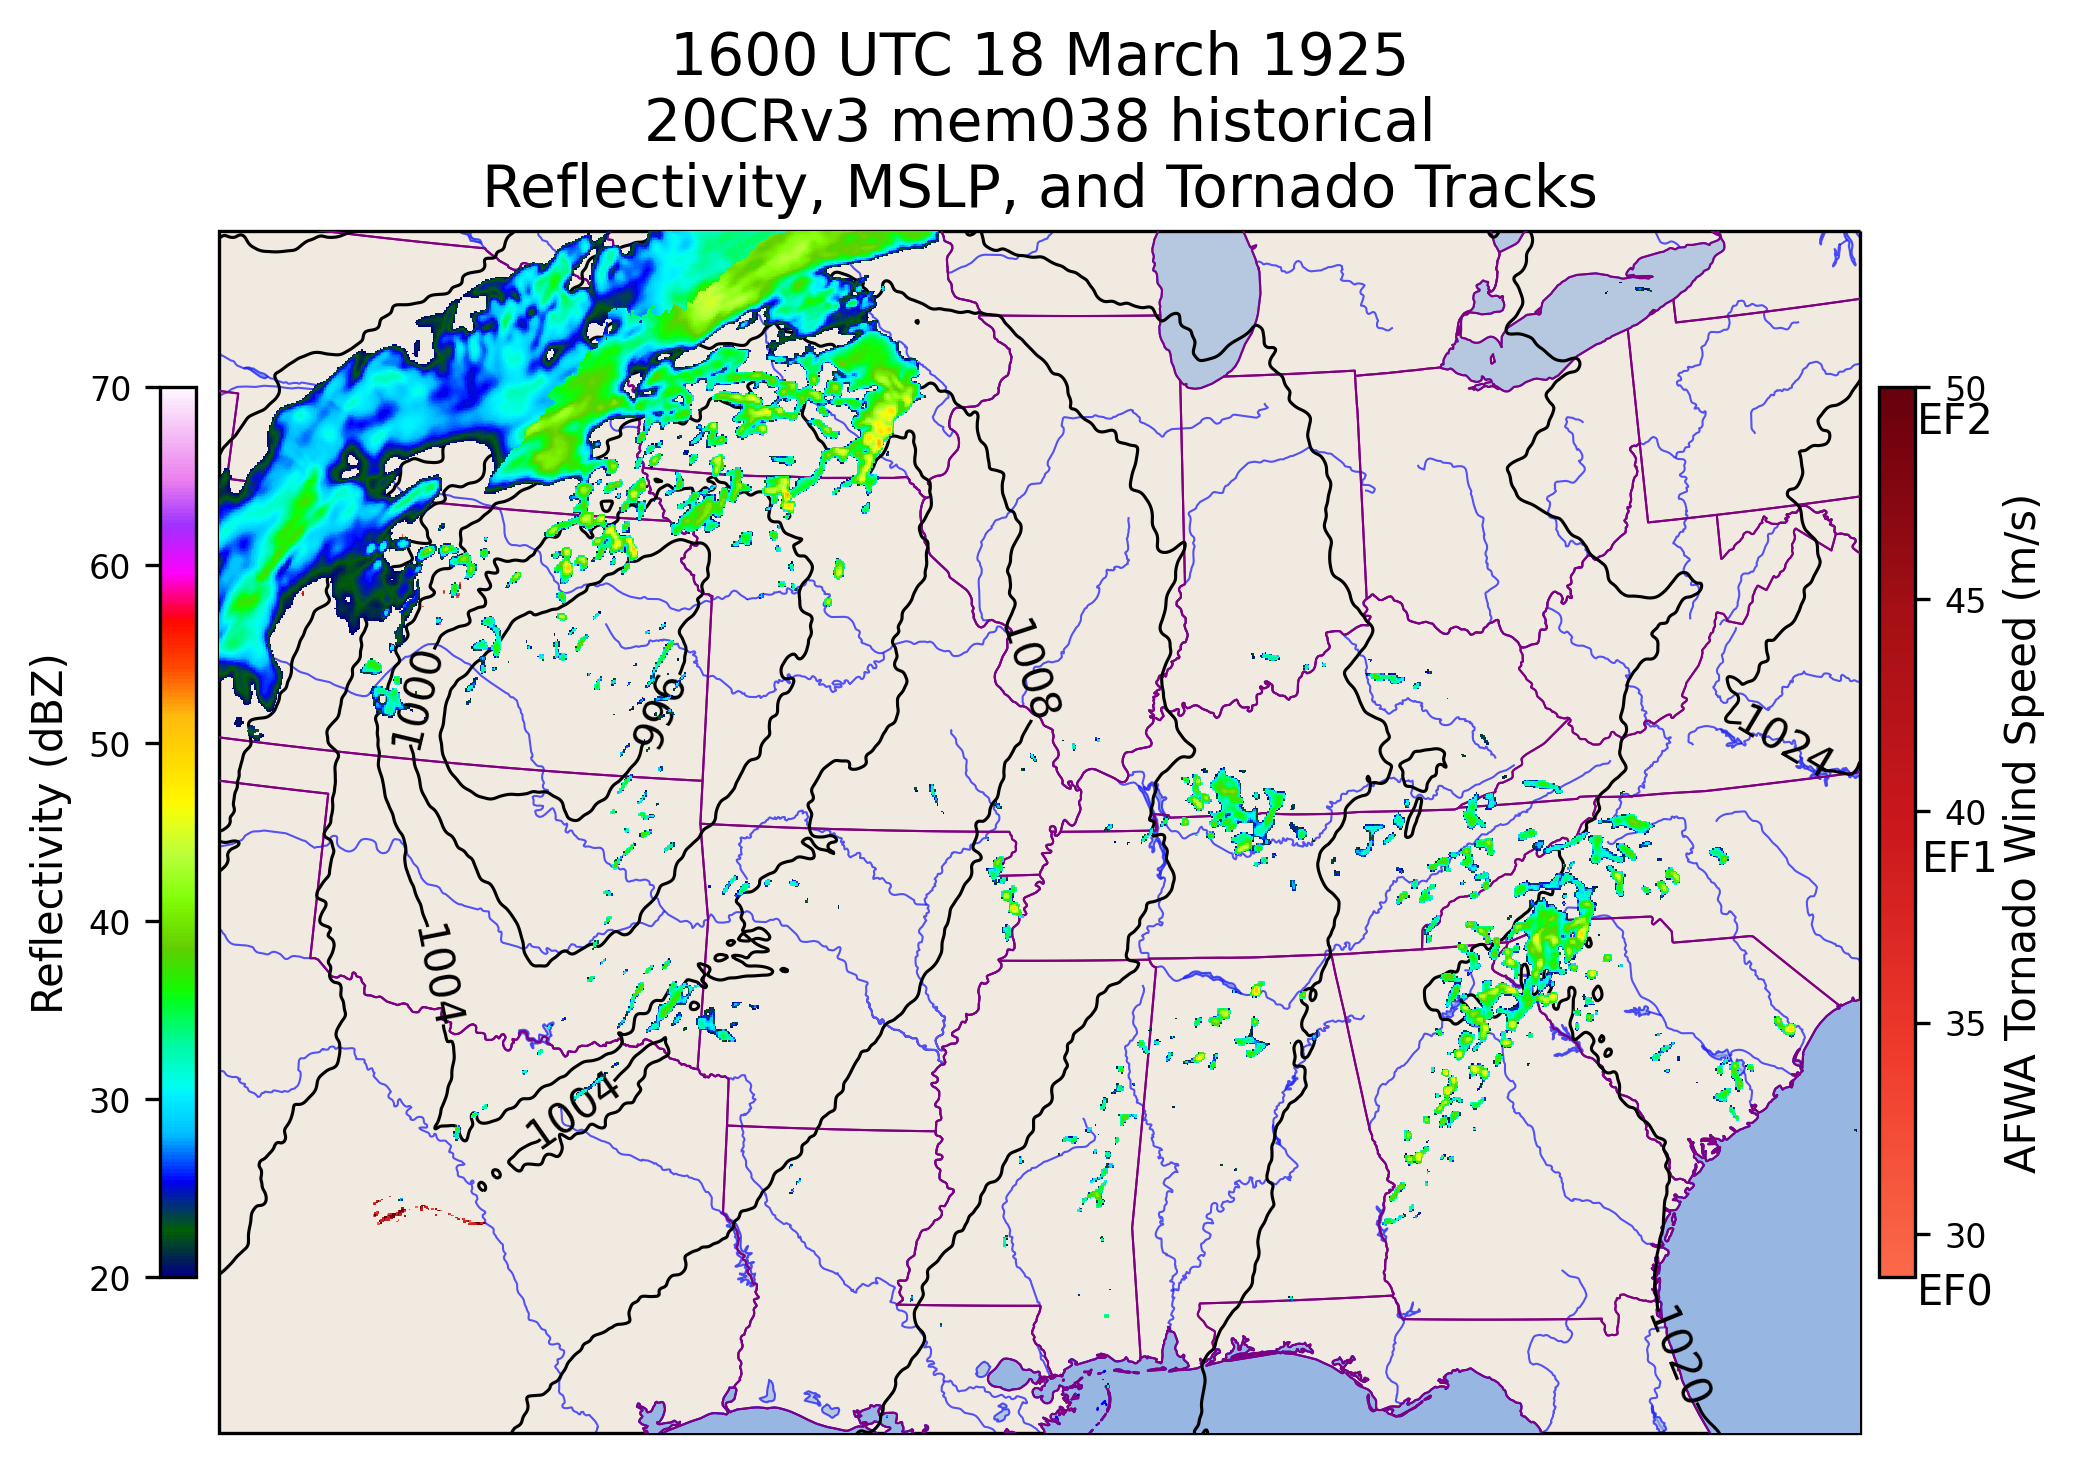 1600 UTC 18 March 1925
20CRv3 mem038 historical
Reflectivity, MSLP, and Tornado Tracks
Reflectivity (dBZ)
70
60
50
40
30
20
1000
996
1008
1004
1004
1024
1020
50
EF2
45
40
EF1
35
30
EF0
AFWA Tornado Wind Speed (m/s)